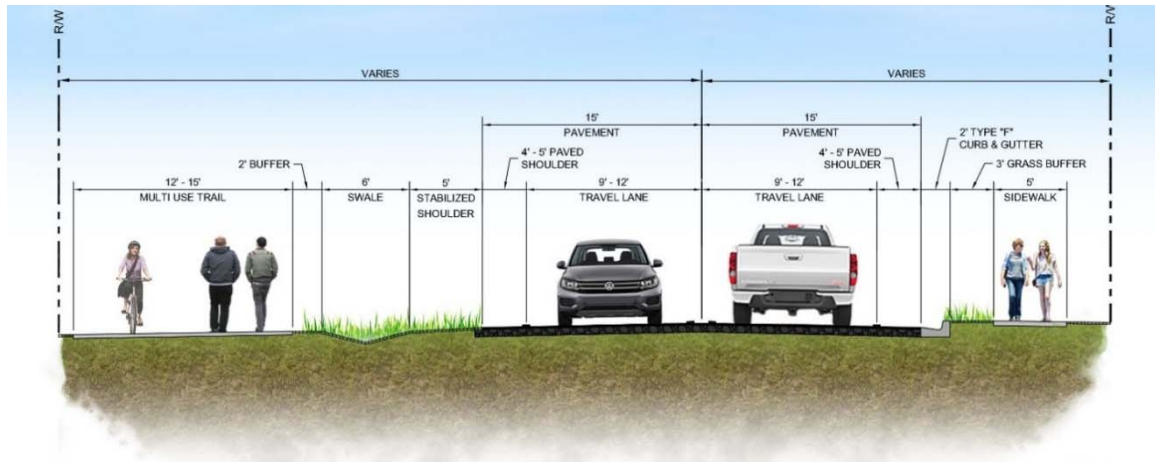 R/W
R/W
VARIES
VARIES
15'
PAVEMENT
15'
PAVEMENT
2' TYPE "F"
CURB & GUTTER
4' - 5' PAVED
SHOULDER
4' - 5' PAVED
SHOULDER
2' BUFFER
3' GRASS BUFFER
12' - 15'
MULTI USE TRAIL
6'
SWALE
5'
STABILIZED
SHOULDER
9' - 12'
TRAVEL LANE
9' - 12'
TRAVEL LANE
5'
SIDEWALK